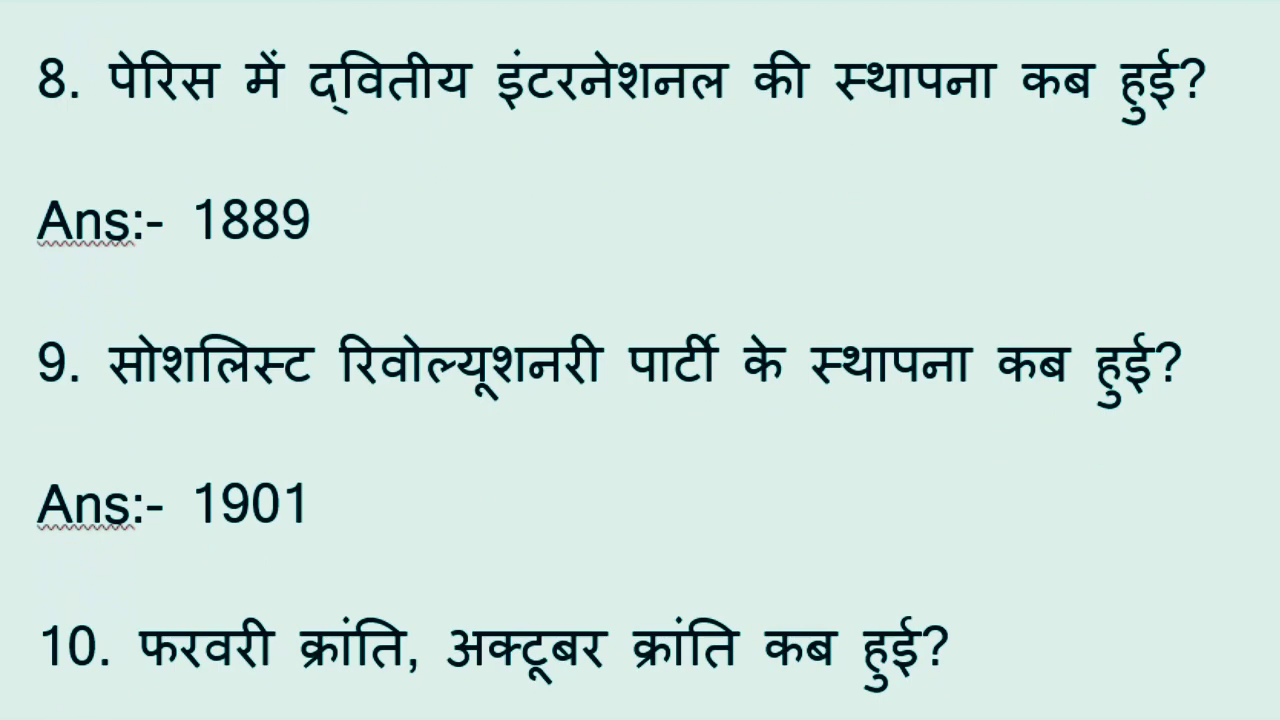 8. पेरिस में द्वितीय इंटरनेशनल की स्थापना कब हुई?
Ans:- 1889
9. सोशलिस्ट रिवोल्यूशनरी पार्टी के स्थापना कब हुई?
Ans:- 1901
10. फरवरी क्रांति, अक्टूबर क्रांति कब हुई?